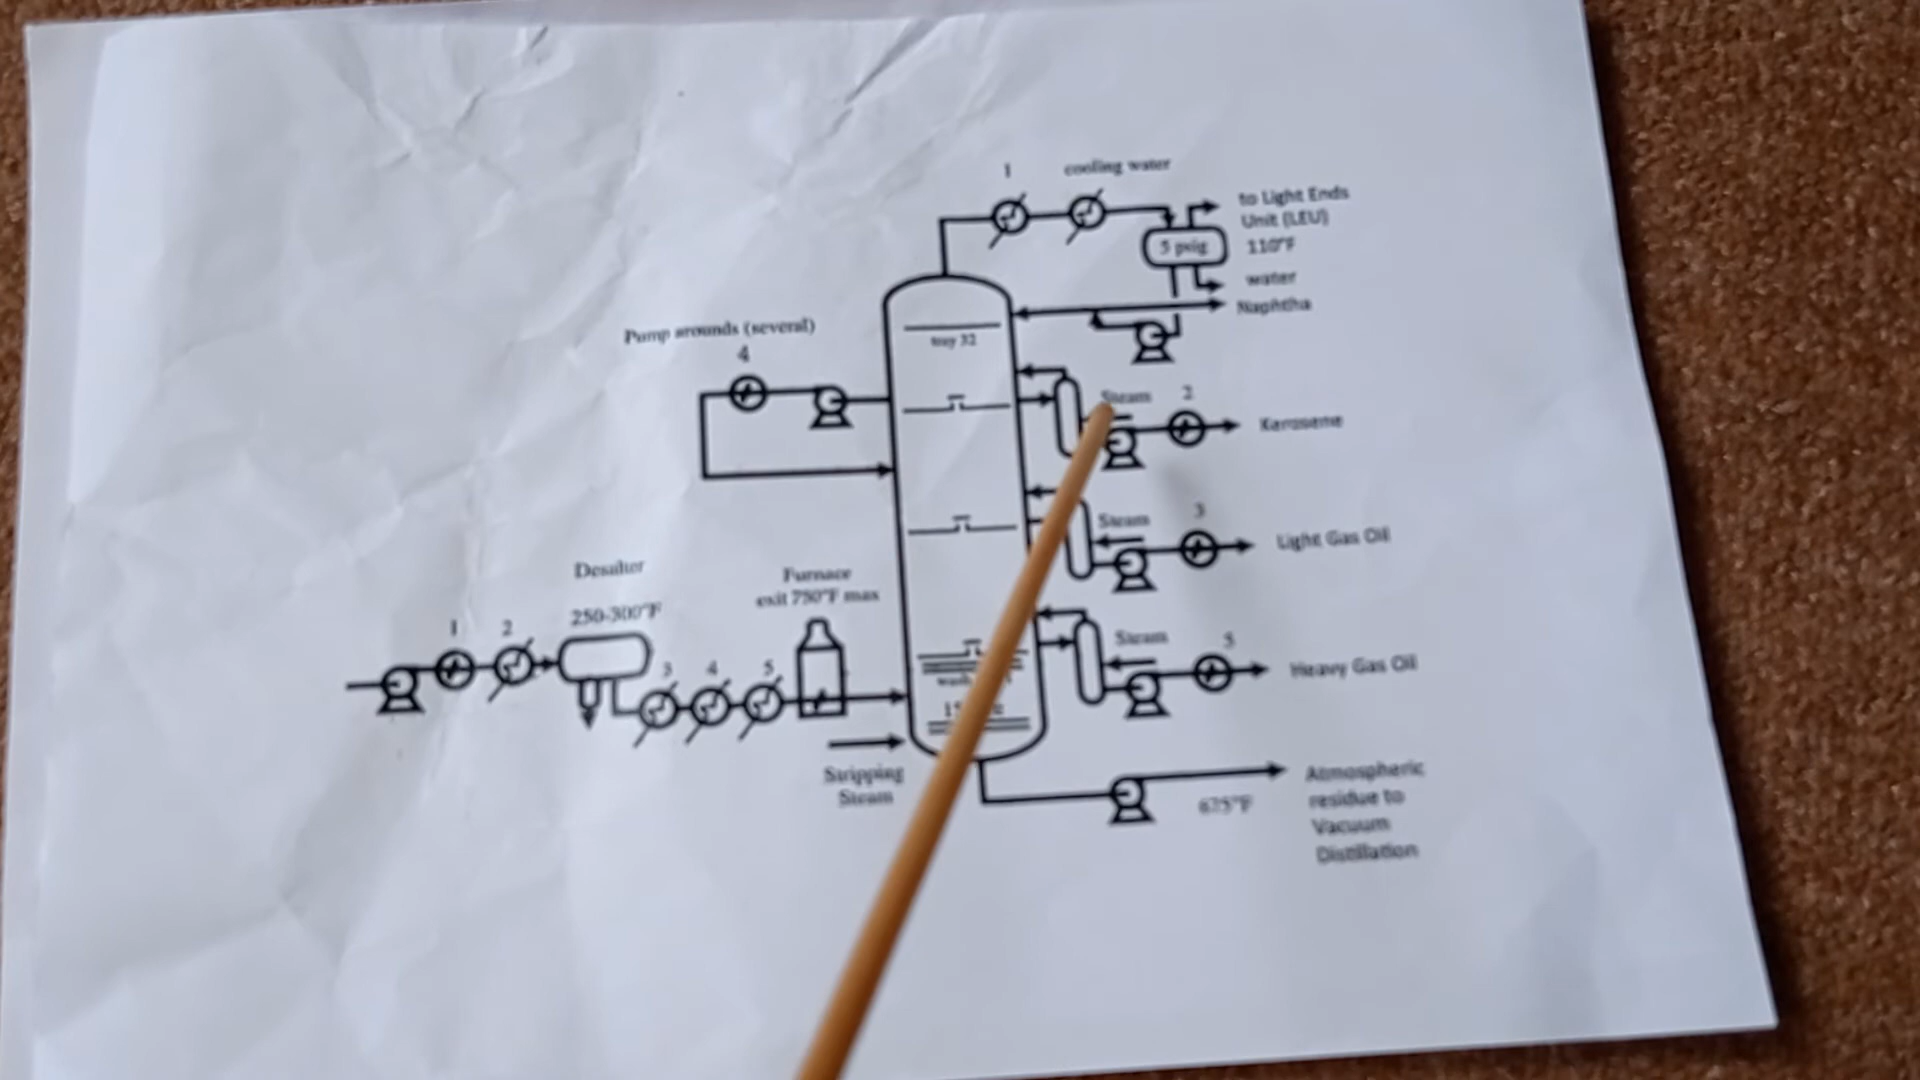 1
cooling water
to Light Ends
Unit (LEU)
5 psig
110°F
water
Naphtha
Pump arounds (several)
4
tray 32
Steam
2
Kerosene
Steam
3
Light Gas Oil
Desalter
250-300°F
Furnace
exit 750°F max
1
2
3
4
5
wash
Steam
5
Heavy Gas Oil
Stripping
Steam
675°F
Atmospheric
residue to
Vacuum
Distillation